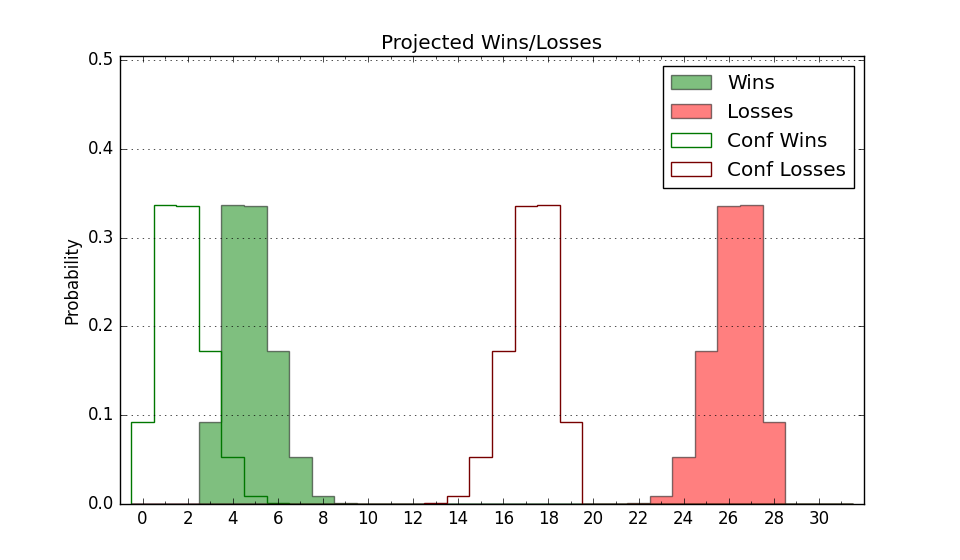 Projected Wins/Losses
0.5
0.4
0.3
0.2
0.1
0.0
Probability
Wins
Losses
Conf Wins
Conf Losses
0 2 4 6 8 10 12 14 16 18 20 22 24 26 28 30